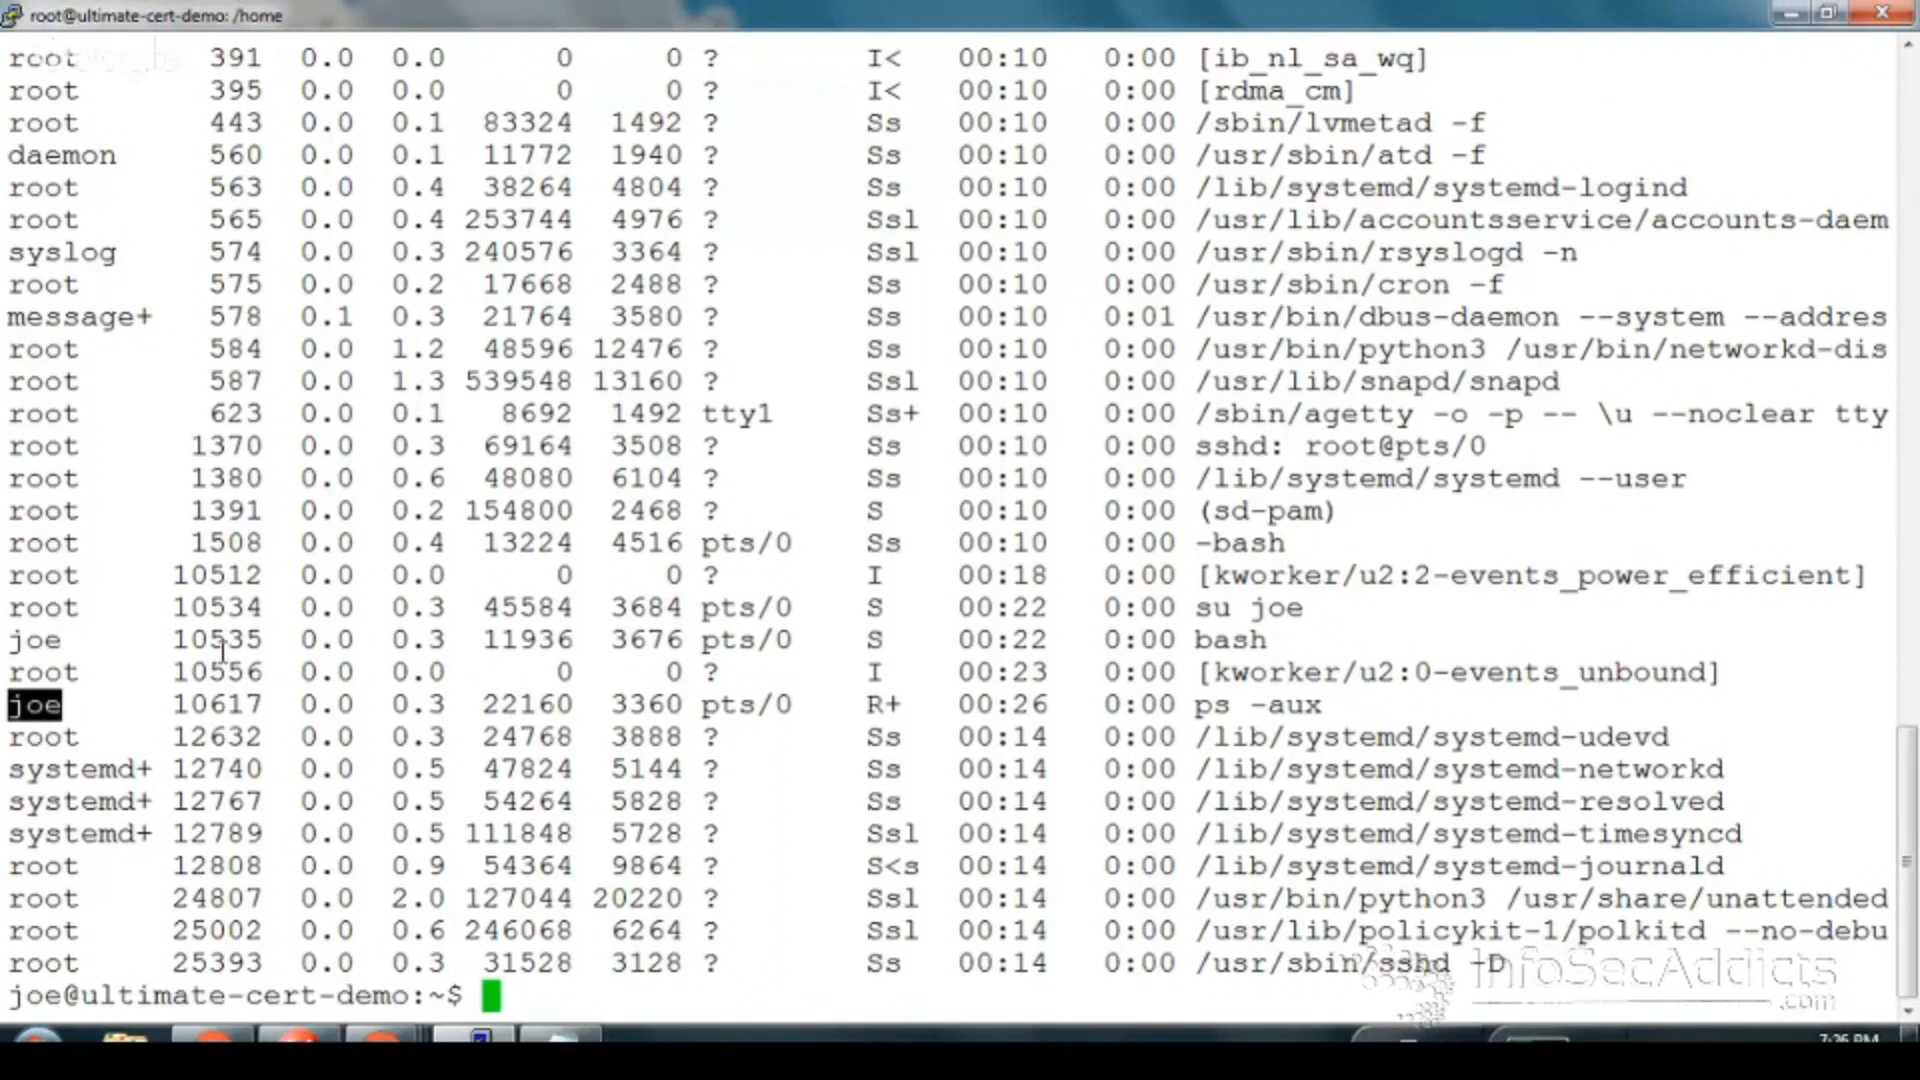 root@ultimate-cert-demo: /home
root 391 0.0 0.0 0 0 ? I< 00:10 0:00 [ib_nl_sa_wq]
root 395 0.0 0.0 0 0 ? I< 00:10 0:00 [rdma_cm]
root 443 0.0 0.1 83324 1492 ? Ss 00:10 0:00 /sbin/lvmetad -f
daemon 560 0.0 0.1 11772 1940 ? Ss 00:10 0:00 /usr/sbin/atd -f
root 563 0.0 0.4 38264 4804 ? Ss 00:10 0:00 /lib/systemd/systemd-logind
root 565 0.0 0.4 253744 4976 ? Ssl 00:10 0:00 /usr/lib/accountsservice/accounts-daem
syslog 574 0.0 0.3 240576 3364 ? Ssl 00:10 0:00 /usr/sbin/rsyslogd -n
root 575 0.0 0.2 17668 2488 ? Ss 00:10 0:00 /usr/sbin/cron -f
message+ 578 0.1 0.3 21764 3580 ? Ss 00:10 0:01 /usr/bin/dbus-daemon --system --addres
root 584 0.0 1.2 48596 12476 ? Ss 00:10 0:00 /usr/bin/python3 /usr/bin/networkd-dis
root 587 0.0 1.3 539548 13160 ? Ssl 00:10 0:00 /usr/lib/snapd/snapd
root 623 0.0 0.1 8692 1492 tty1 Ss+ 00:10 0:00 /sbin/agetty -o -p -- \u --noclear tty
root 1370 0.0 0.3 69164 3508 ? Ss 00:10 0:00 sshd: root@pts/0
root 1380 0.0 0.6 48080 6104 ? Ss 00:10 0:00 /lib/systemd/systemd --user
root 1391 0.0 0.2 154800 2468 ? S 00:10 0:00 (sd-pam)
root 1508 0.0 0.4 13224 4516 pts/0 Ss 00:10 0:00 -bash
root 10512 0.0 0.0 0 0 ? I 00:18 0:00 [kworker/u2:2-events_power_efficient]
root 10534 0.0 0.3 45584 3684 pts/0 S 00:22 0:00 su joe
joe 10535 0.0 0.3 11936 3676 pts/0 S 00:22 0:00 bash
root 10556 0.0 0.0 0 0 ? I 00:23 0:00 [kworker/u2:0-events_unbound]
joe 10617 0.0 0.3 22160 3360 pts/0 R+ 00:26 0:00 ps -aux
root 12632 0.0 0.3 24768 3888 ? Ss 00:14 0:00 /lib/systemd/systemd-udevd
systemd+ 12740 0.0 0.5 47824 5144 ? Ss 00:14 0:00 /lib/systemd/systemd-networkd
systemd+ 12767 0.0 0.5 54264 5828 ? Ss 00:14 0:00 /lib/systemd/systemd-resolved
systemd+ 12789 0.0 0.5 111848 5728 ? Ssl 00:14 0:00 /lib/systemd/systemd-timesyncd
root 12808 0.0 0.9 54364 9864 ? S<s 00:14 0:00 /lib/systemd/systemd-journald
root 24807 0.0 2.0 127044 20220 ? Ssl 00:14 0:00 /usr/bin/python3 /usr/share/unattended
root 25002 0.0 0.6 246068 6264 ? Ssl 00:14 0:00 /usr/lib/policykit-1/polkitd --no-debu
root 25393 0.0 0.3 31528 3128 ? Ss 00:14 0:00 /usr/sbin/sshd -D
joe@ultimate-cert-demo:~$
InfoSecAddicts
.com
7:26 PM